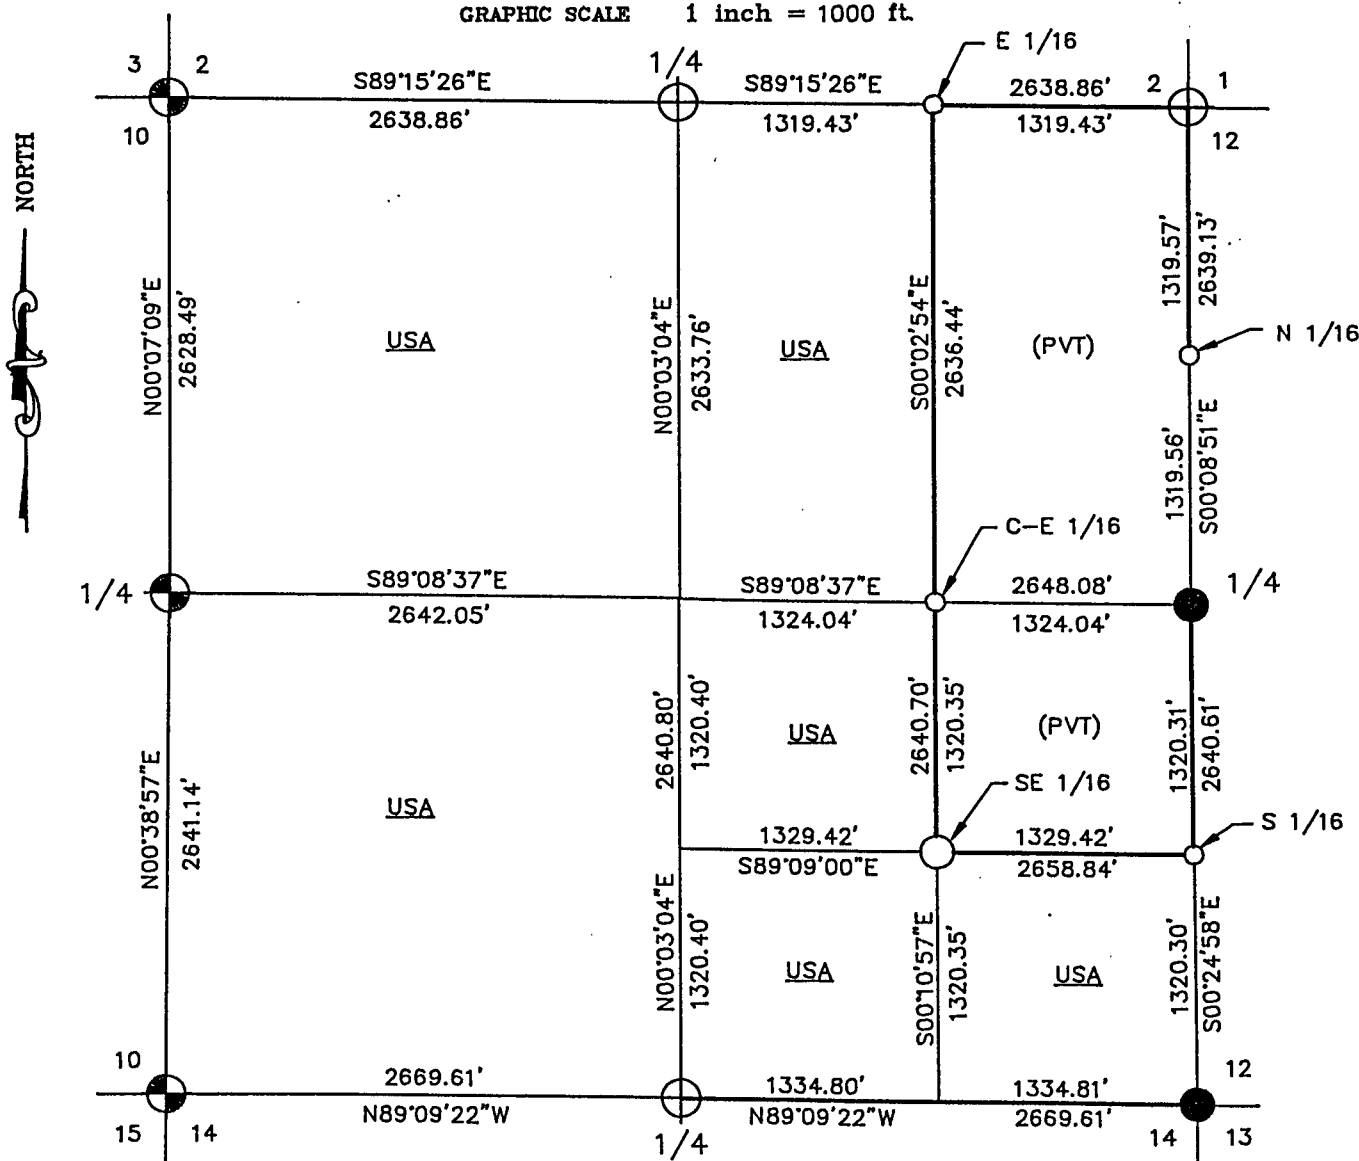 GRAPHIC SCALE 1 inch = 1000 ft.
E 1/16
3 2
1/4
2 1
S89°15'26"E
S89°15'26"E
2638.86'
2638.86'
1319.43'
1319.43'
10
12
NORTH
N00°07'09"E
2628.49'
USA
N00°03'04"E
2633.76'
USA
S00°02'54"E
2636.44'
(PVT)
1319.57'
2639.13'
N 1/16
1319.56'
S00°08'51"E
C-E 1/16
1/4
S89°08'37"E
S89°08'37"E
2648.08'
1/4
2642.05'
1324.04'
1324.04'
N00°38'57"E
2641.14'
USA
2640.80'
1320.40'
USA
2640.70'
1320.35'
(PVT)
1320.31'
2640.61'
SE 1/16
S 1/16
1329.42'
1329.42'
S89°09'00"E
2658.84'
N00°03'04"E
1320.40'
USA
S00°10'57"E
1320.35'
USA
1320.30'
S00°24'58"E
10
12
2669.61'
1334.80'
1334.81'
N89°09'22"W
N89°09'22"W
2669.61'
15 14
1/4
14 13